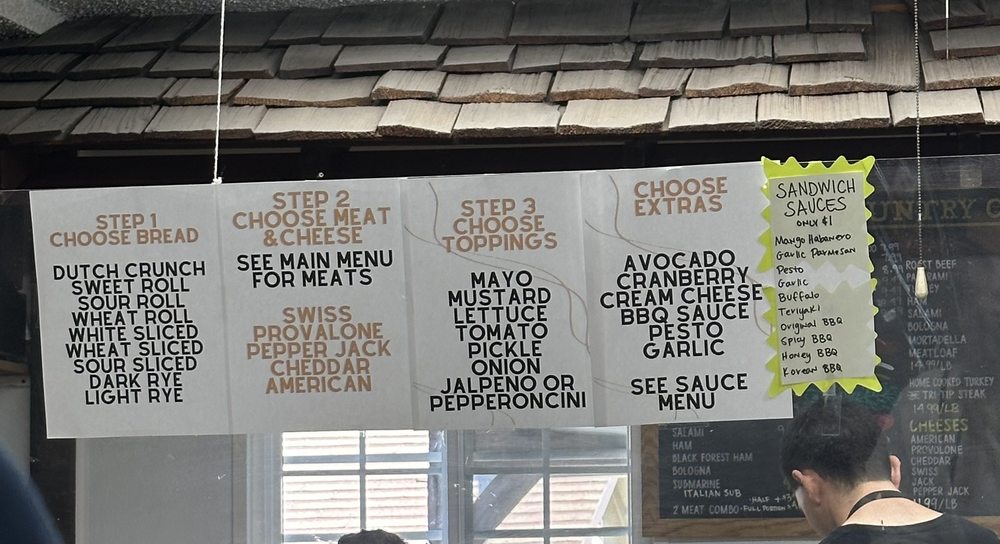 STEP 1
CHOOSE BREAD
DUTCH CRUNCH
SWEET ROLL
SOUR ROLL
WHEAT ROLL
WHITE SLICED
WHEAT SLICED
SOUR SLICED
DARK RYE
LIGHT RYE
STEP 2
CHOOSE MEAT
&CHEESE
SEE MAIN MENU
FOR MEATS
SWISS
PROVALONE
PEPPER JACK
CHEDDAR
AMERICAN
STEP 3
CHOOSE
TOPPINGS
MAYO
MUSTARD
LETTUCE
TOMATO
PICKLE
ONION
JALPENO OR
PEPPERONCINI
CHOOSE
EXTRAS
AVOCADO
CRANBERRY
CREAM CHEESE
BBQ SAUCE
PESTO
GARLIC
SEE SAUCE
MENU
SANDWICH
SAUCES
ONLY $1
Mango Habanero
Garlic Parmesan
Pesto
Garlic
Buffalo
Teriyaki
Original BBQ
Spicy BBQ
Honey BBQ
Korean BBQ
ROAST BEEF
SALAMI
BOLOGNA
MORTADELLA
MEATLOAF
14.99/LB
HOME COOKED TURKEY
TRI TIP STEAK
14.99/LB
CHEESES
AMERICAN
PROVOLONE
CHEDDAR
SWISS
JACK
PEPPER JACK
SALAMI
HAM
BLACK FOREST HAM
BOLOGNA
SUBMARINE
ITALIAN SUB
2 MEAT COMBO